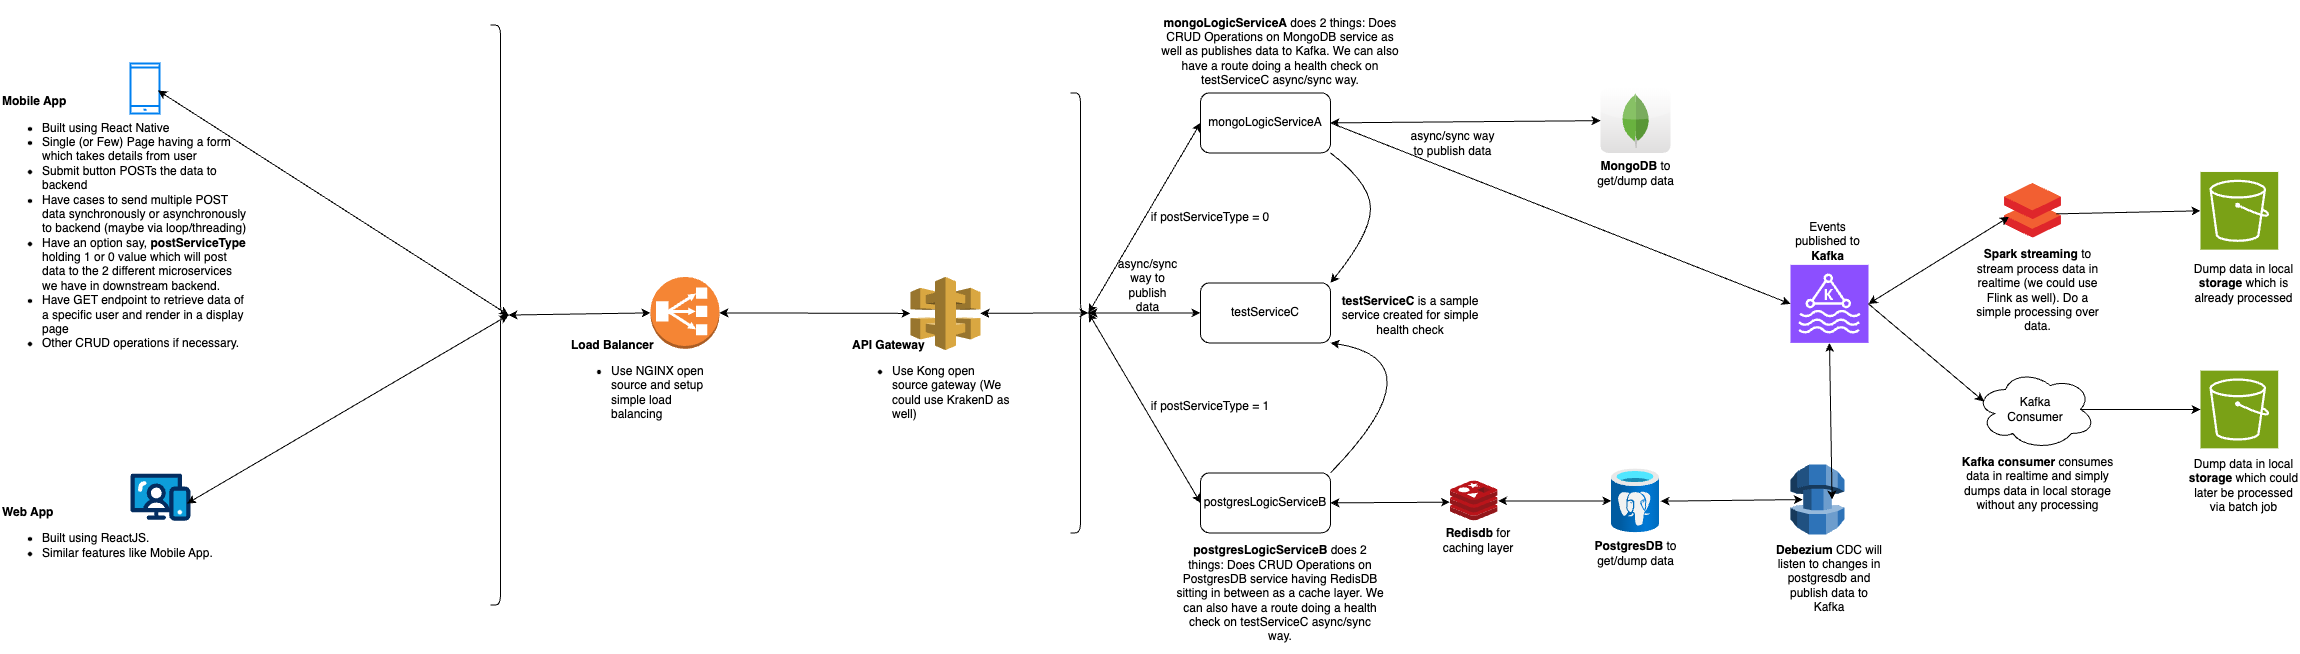 Mobile App
Built using React Native
Single (or Few) Page having a form
which takes details from user
Submit button POSTs the data to
backend
Have cases to send multiple POST
data synchronously or asynchronously
to backend (maybe via loop/threading)
Have an option say, postServiceType
holding 1 or 0 value which will post
data to the 2 different microservices
we have in downstream backend.
Have GET endpoint to retrieve data of
a specific user and render in a display
page
Other CRUD operations if necessary.
Web App
Built using ReactJS.
Similar features like Mobile App.
Load Balancer
Use NGINX open
source and setup
simple load
balancing
API Gateway
Use Kong open
source gateway (We
could use KrakenD as
well)
mongoLogicServiceA does 2 things: Does
CRUD Operations on MongoDB service as
well as publishes data to Kafka. We can also
have a route doing a health check on
testServiceC async/sync way.
mongoLogicServiceA
if postServiceType = 0
async/sync
way to
publish
data
testServiceC
testServiceC is a sample
service created for simple
health check
if postServiceType = 1
postgresLogicServiceB
postgresLogicServiceB does 2
things: Does CRUD Operations on
PostgresDB service having RedisDB
sitting in between as a cache layer. We
can also have a route doing a health
check on testServiceC async/sync
way.
async/sync way
to publish data
MongoDB to
get/dump data
Redisdb for
caching layer
PostgresDB to
get/dump data
Debezium CDC will
listen to changes in
postgresdb and
publish data to
Kafka
Events
published to
Kafka
K
Spark streaming to
stream process data in
realtime (we could use
Flink as well). Do a
simple processing over
data.
Dump data in local
storage which is
already processed
Kafka
Consumer
Kafka consumer consumes
data in realtime and simply
dumps data in local storage
without any processing
Dump data in local
storage which could
later be processed
via batch job